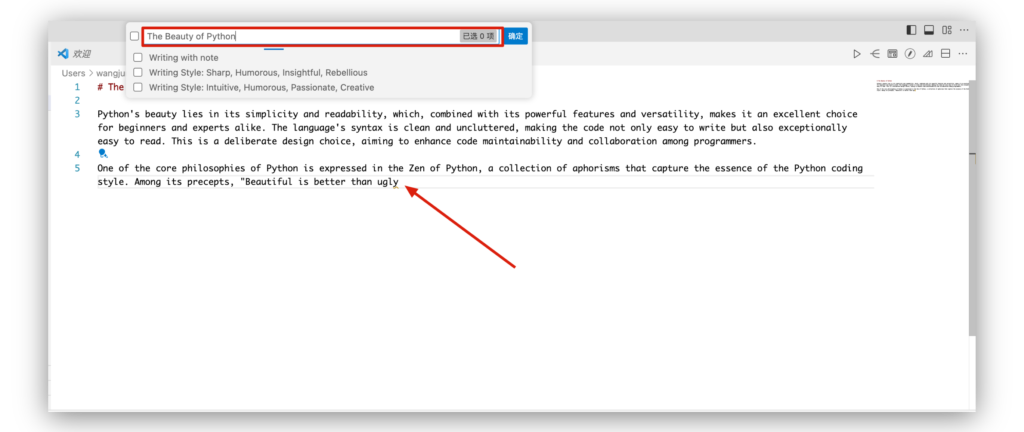 The Beauty of Python
已选 0 项
确定
欢迎
Writing with note
Writing Style: Sharp, Humorous, Insightful, Rebellious
Writing Style: Intuitive, Humorous, Passionate, Creative
Users > wangju
1 # The
2
3 Python's beauty lies in its simplicity and readability, which, combined with its powerful features and versatility, makes it an excellent choice
for beginners and experts alike. The language's syntax is clean and uncluttered, making the code not only easy to write but also exceptionally
easy to read. This is a deliberate design choice, aiming to enhance code maintainability and collaboration among programmers.
4
5 One of the core philosophies of Python is expressed in the Zen of Python, a collection of aphorisms that capture the essence of the Python coding
style. Among its precepts, "Beautiful is better than ugly